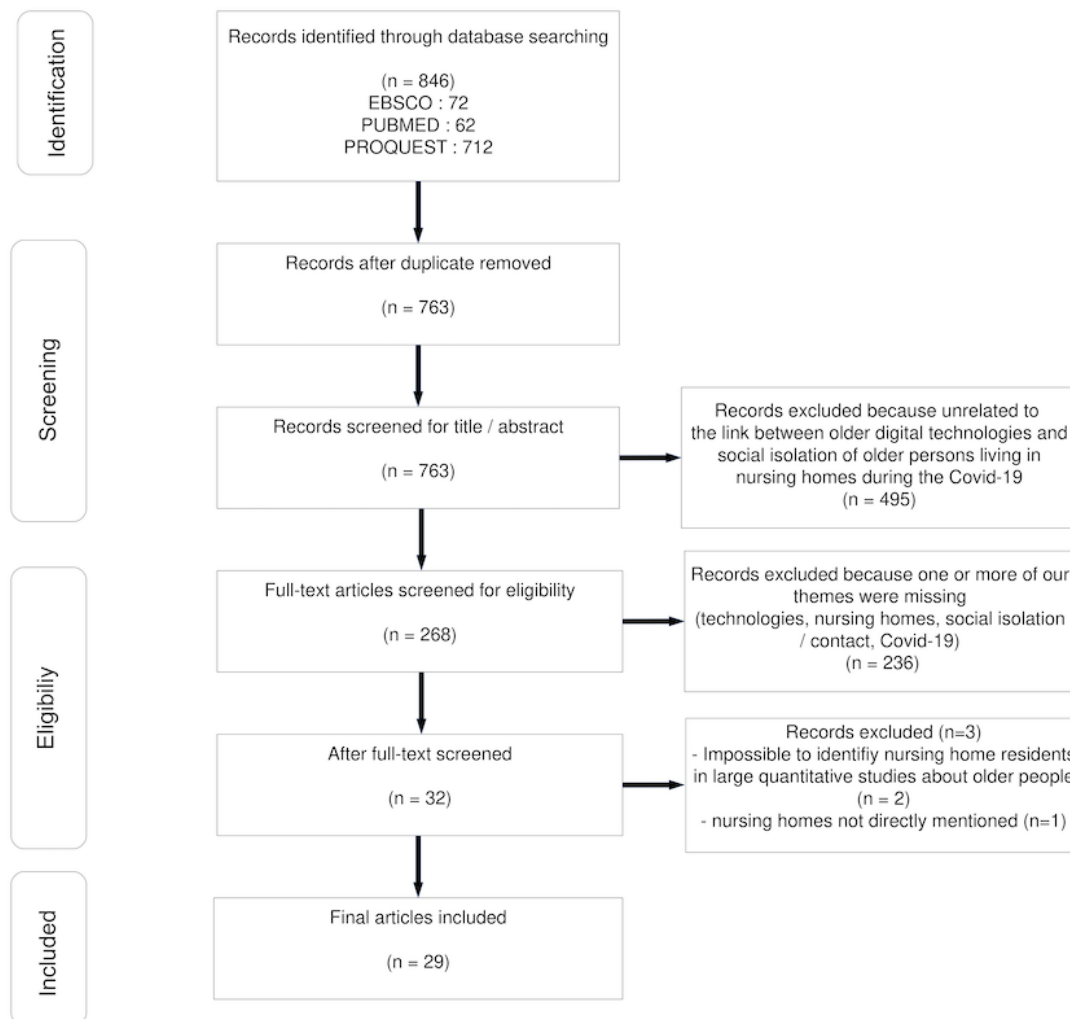 Identification
Records identified through database searching
(n = 846)
EBSCO : 72
PUBMED : 62
PROQUEST : 712
Screening
Records after duplicate removed
(n = 763)
Records screened for title / abstract
(n = 763)
Records excluded because unrelated to
the link between older digital technologies and
social isolation of older persons living in
nursing homes during the Covid-19
(n = 495)
Eligibiliy
Full-text articles screened for eligibility
(n = 268)
Records excluded because one or more of our
themes were missing
(technologies, nursing homes, social isolation
/ contact, Covid-19)
(n = 236)
After full-text screened
(n = 32)
Records excluded (n=3)
- Impossible to identifiy nursing home residents
in large quantitative studies about older people
(n = 2)
- nursing homes not directly mentioned (n=1)
Included
Final articles included
(n = 29)